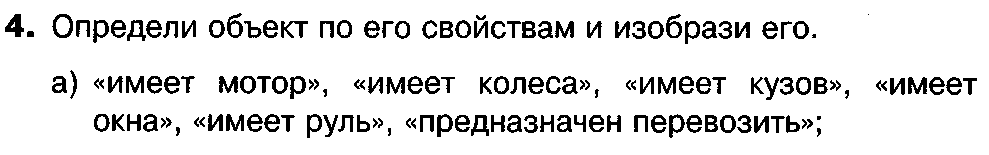 4. Определи объект по его свойствам и изобрази его.
а) «имеет мотор», «имеет колеса», «имеет кузов», «имеет
окна», «имеет руль», «предназначен перевозить»;